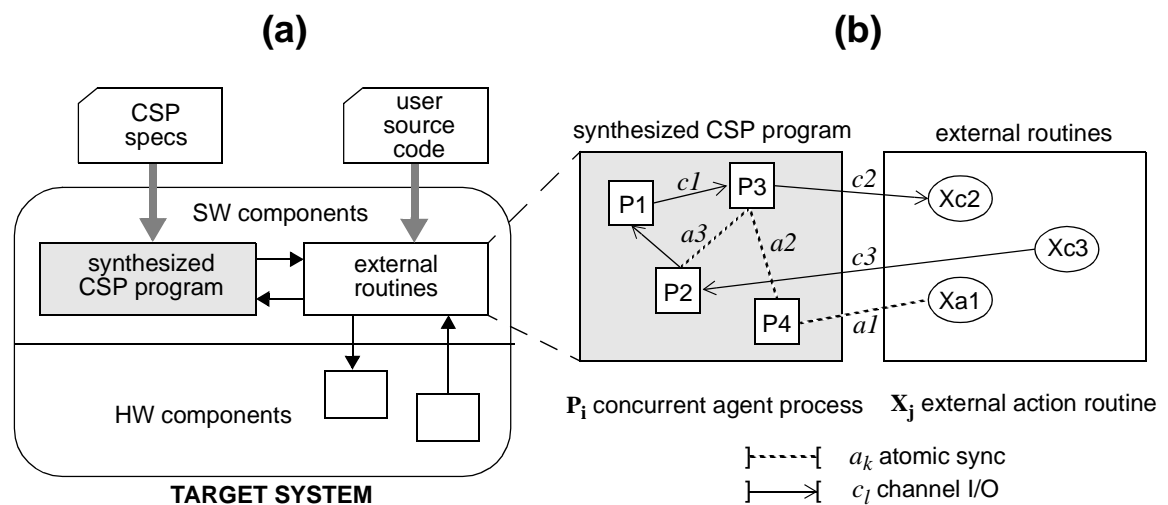 (a)
(b)
CSP
specs
user
source
code
SW components
synthesized
CSP program
external
routines
HW components
TARGET SYSTEM
synthesized CSP program
external routines
P1
c1
P3
c2
Xc2
a3
a2
P2
c3
Xc3
P4
a1
Xa1
Pi concurrent agent process
Xj external action routine
ak atomic sync
cl channel I/O